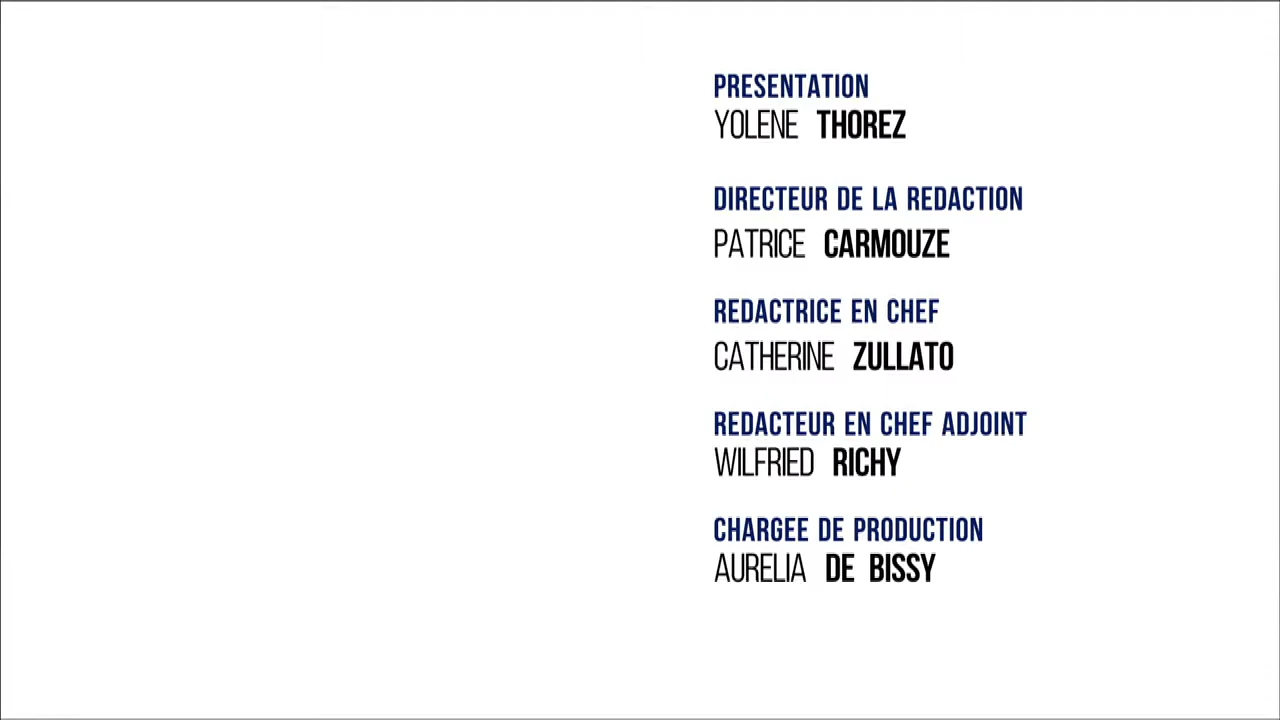 PRESENTATION
YOLENE THOREZ
DIRECTEUR DE LA REDACTION
PATRICE CARMOUZE
REDACTRICE EN CHEF
CATHERINE ZULLATO
REDACTEUR EN CHEF ADJOINT
WILFRIED RICHY
CHARGEE DE PRODUCTION
AURELIA DE BISSY